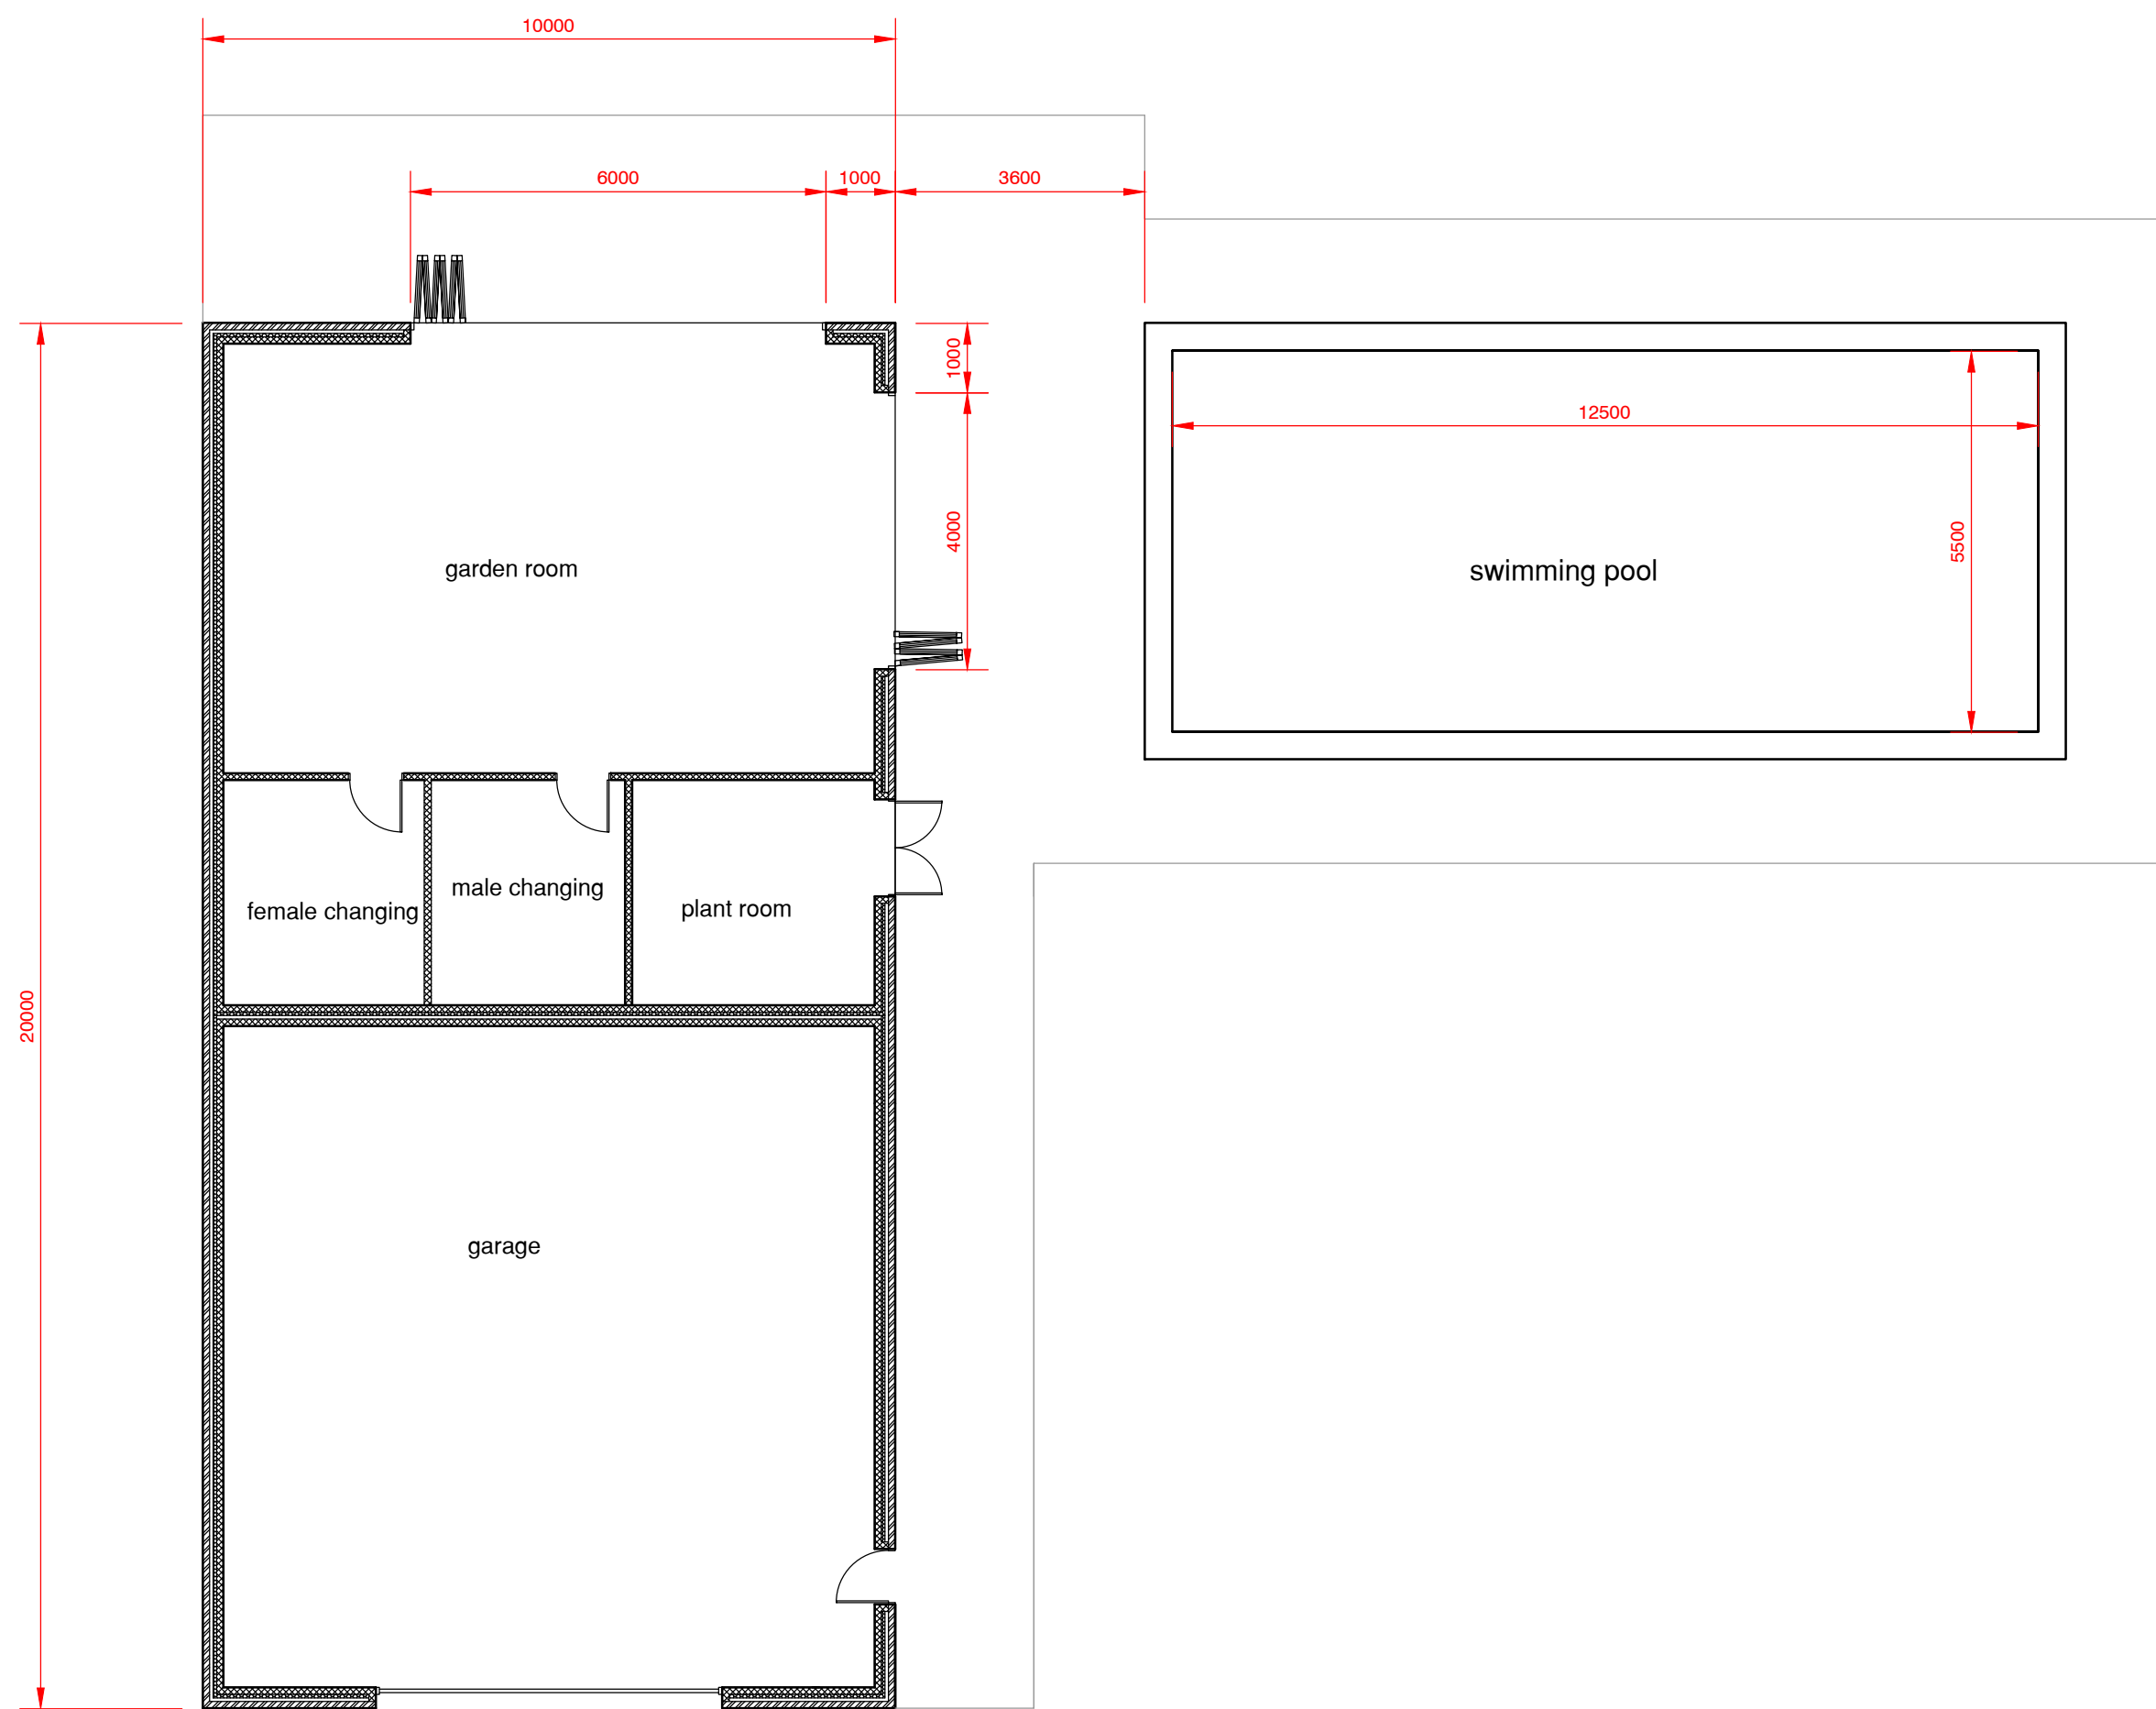 10000
6000
1000
3600
1000
12500
4000
5500
garden room
swimming pool
male changing
female changing
plant room
20000
garage